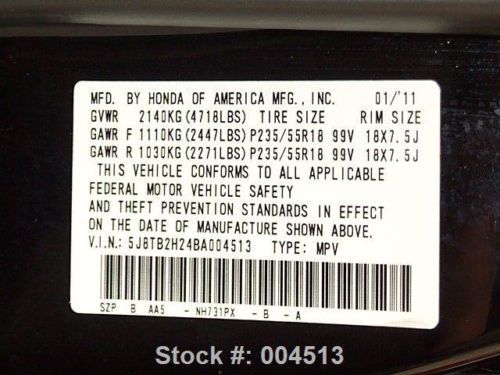 MFD. BY HONDA OF AMERICA MFG., INC. 01/'11
GVWR 2140KG(4718LBS) TIRE SIZE RIM SIZE
GAWR F 1110KG(2447LBS)P235/55R18 99V 18X7.5J
GAWR R 1030KG(2271LBS)P235/55R18 99V 18X7.5J
THIS VEHICLE CONFORMS TO ALL APPLICABLE
FEDERAL MOTOR VEHICLE SAFETY
AND THEFT PREVENTION STANDARDS IN EFFECT
ON THE DATE OF MANUFACTURE SHOWN ABOVE.
V.I.N.: 5J8TB2H24BA004513 TYPE: MPV
SZP B AA5 - NH731PX - B - A
Stock #: 004513